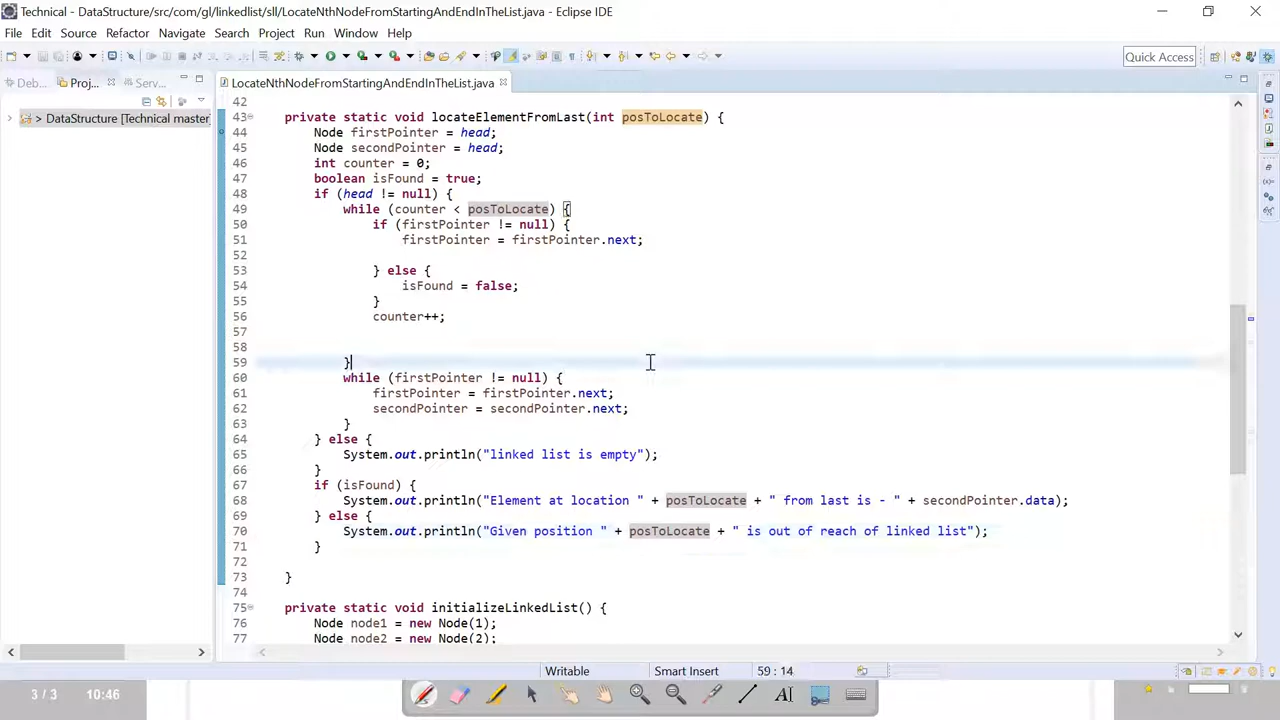 Technical - DataStructure/src/com/gl/linkedlist/sll/LocateNthNodeFromStartingAndEndInTheList.java - Eclipse IDE
File Edit Source Refactor Navigate Search Project Run Window Help
Quick Access
Deb... Proj... Serv... LocateNthNodeFromStartingAndEndInTheList.java
> DataStructure [Technical master]
42
43 private static void locateElementFromLast(int posToLocate) {
44 Node firstPointer = head;
45 Node secondPointer = head;
46 int counter = 0;
47 boolean isFound = true;
48 if (head != null) {
49 while (counter < posToLocate) {
50 if (firstPointer != null) {
51 firstPointer = firstPointer.next;
52
53 } else {
54 isFound = false;
55 }
56 counter++;
57
58
59 }
60 while (firstPointer != null) {
61 firstPointer = firstPointer.next;
62 secondPointer = secondPointer.next;
63 }
64 } else {
65 System.out.println("linked list is empty");
66 }
67 if (isFound) {
68 System.out.println("Element at location " + posToLocate + " from last is - " + secondPointer.data);
69 } else {
70 System.out.println("Given position " + posToLocate + " is out of reach of linked list");
71 }
72
73 }
74
75 private static void initializeLinkedList() {
76 Node node1 = new Node(1);
77 Node node2 = new Node(2);
Writable Smart Insert 59 : 14
3 / 3 10:46